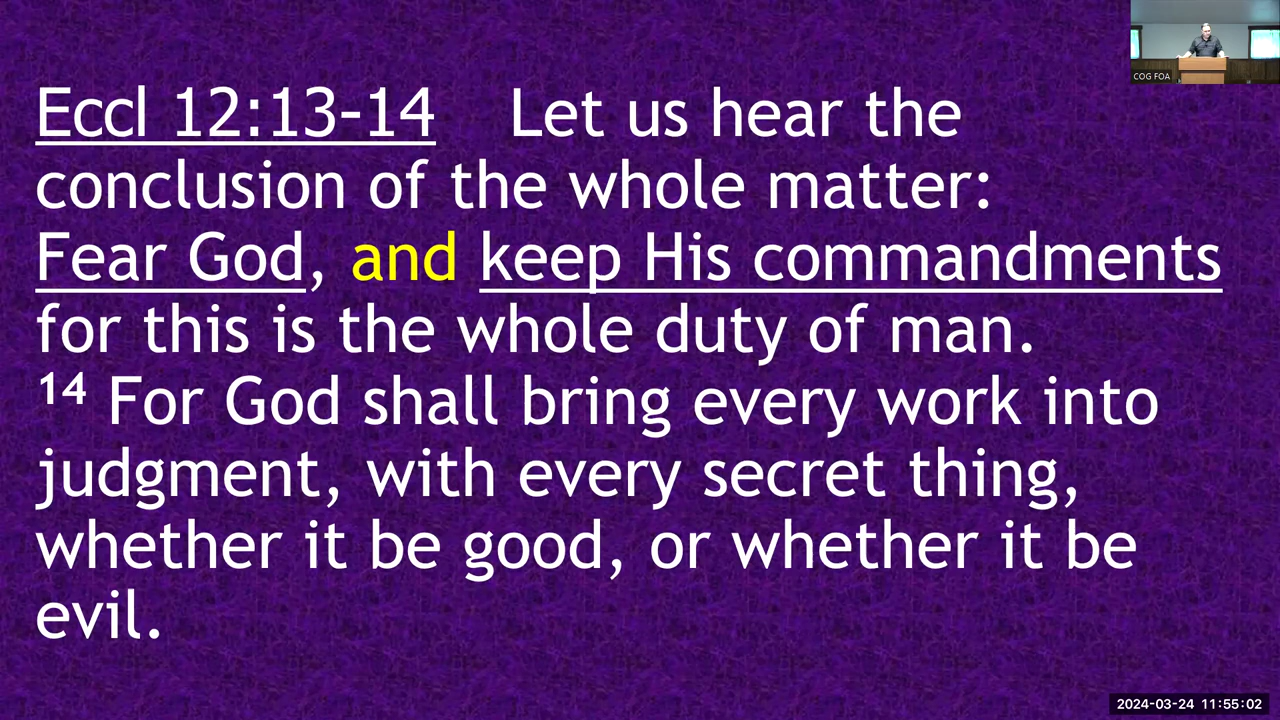 COG FOA
Eccl 12:13-14 Let us hear the
conclusion of the whole matter:
Fear God, and keep His commandments
for this is the whole duty of man.
14 For God shall bring every work into
judgment, with every secret thing,
whether it be good, or whether it be
evil.
2024-03-24 11:55:02